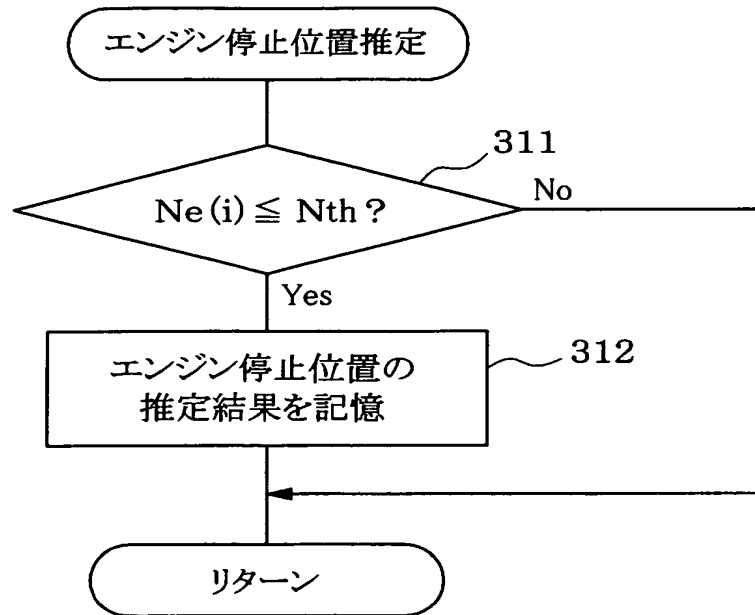 エンジン停止位置推定
311
Ne(i)≦Nth?
No
Yes
エンジン停止位置の
推定結果を記憶
312
リターン